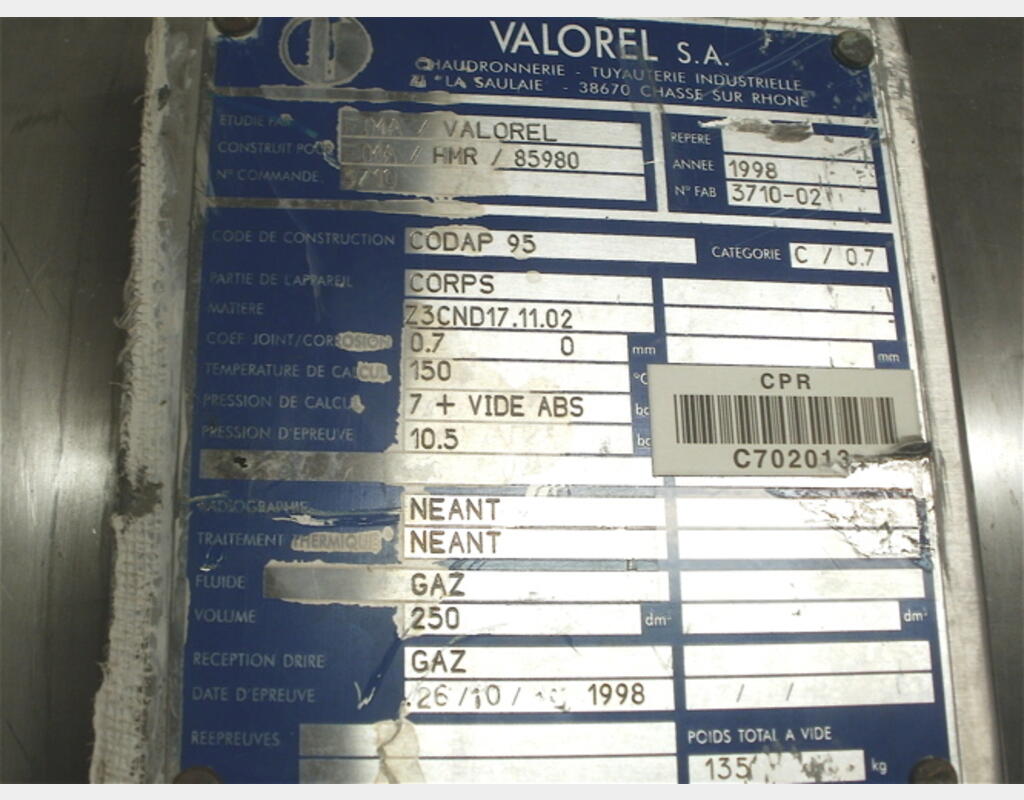 VALOREL S.A.
CHAUDRONNERIE - TUYAUTERIE INDUSTRIELLE
"LA SAULAIE - 38670 CHASSE SUR RHONE
ETUDIE PAR / VALOREL
CONSTRUIT POUR / HMR / 85980
N° COMMANDE
REPERE
ANNEE 1998
N° FAB 3710-02
CODE DE CONSTRUCTION CODAP 95
CATEGORIE C / 0.7
PARTIE DE L'APPAREIL CORPS
MATIERE Z3CND17.11.02
COEF JOINT/CORROSION 0.7 0 mm mm
TEMPERATURE DE CALCUL 150
PRESSION DE CALCUL 7 + VIDE ABS
PRESSION D'EPREUVE 10.5
CPR
C702013
RADIOGRAPHIE NEANT
TRAITEMENT THERMIQUE NEANT
FLUIDE GAZ
VOLUME 250 dm³ dm³
RECEPTION DRIRE GAZ
DATE D'EPREUVE 26/10/ 1998 / /
REEPREUVES
POIDS TOTAL A VIDE
135 kg